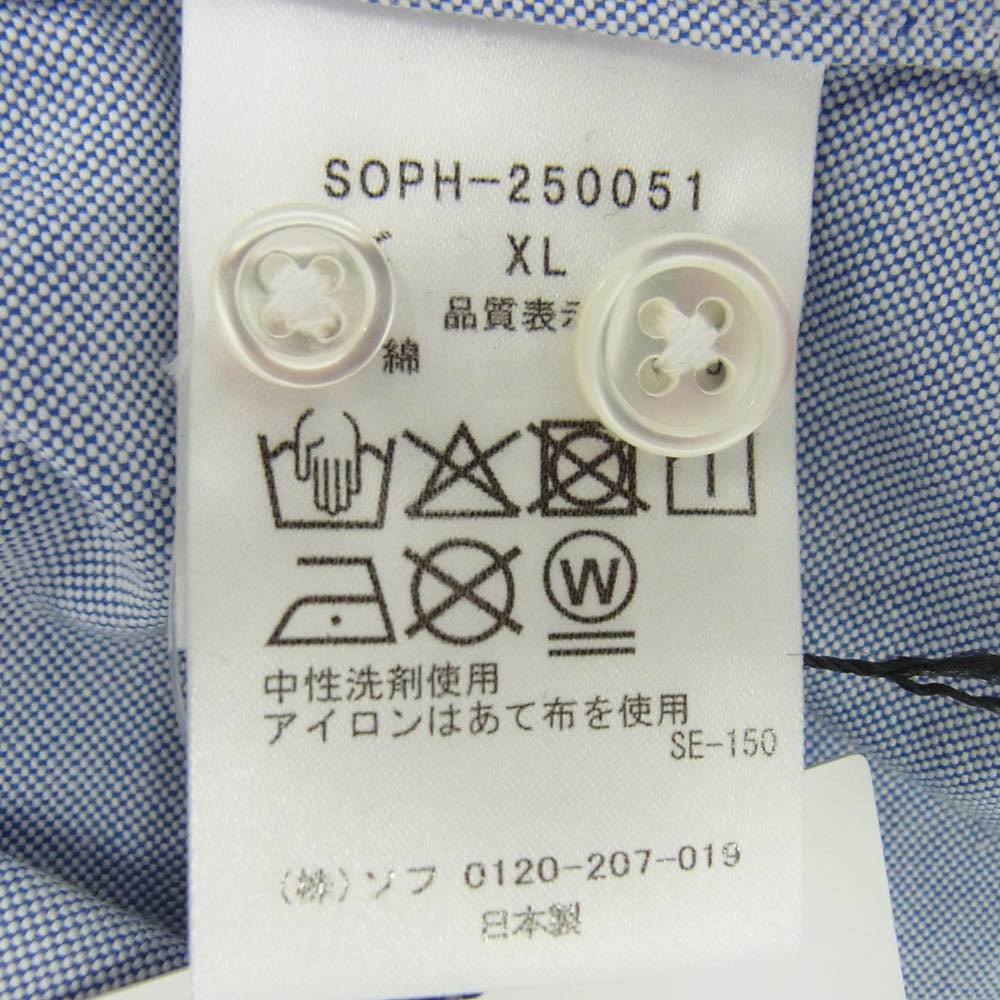 SOPH-250051
XL
品質表示
綿
W
中性洗剤使用
アイロンはあて布を使用
SE-150
(株)ソフ 0120-207-019
日本製